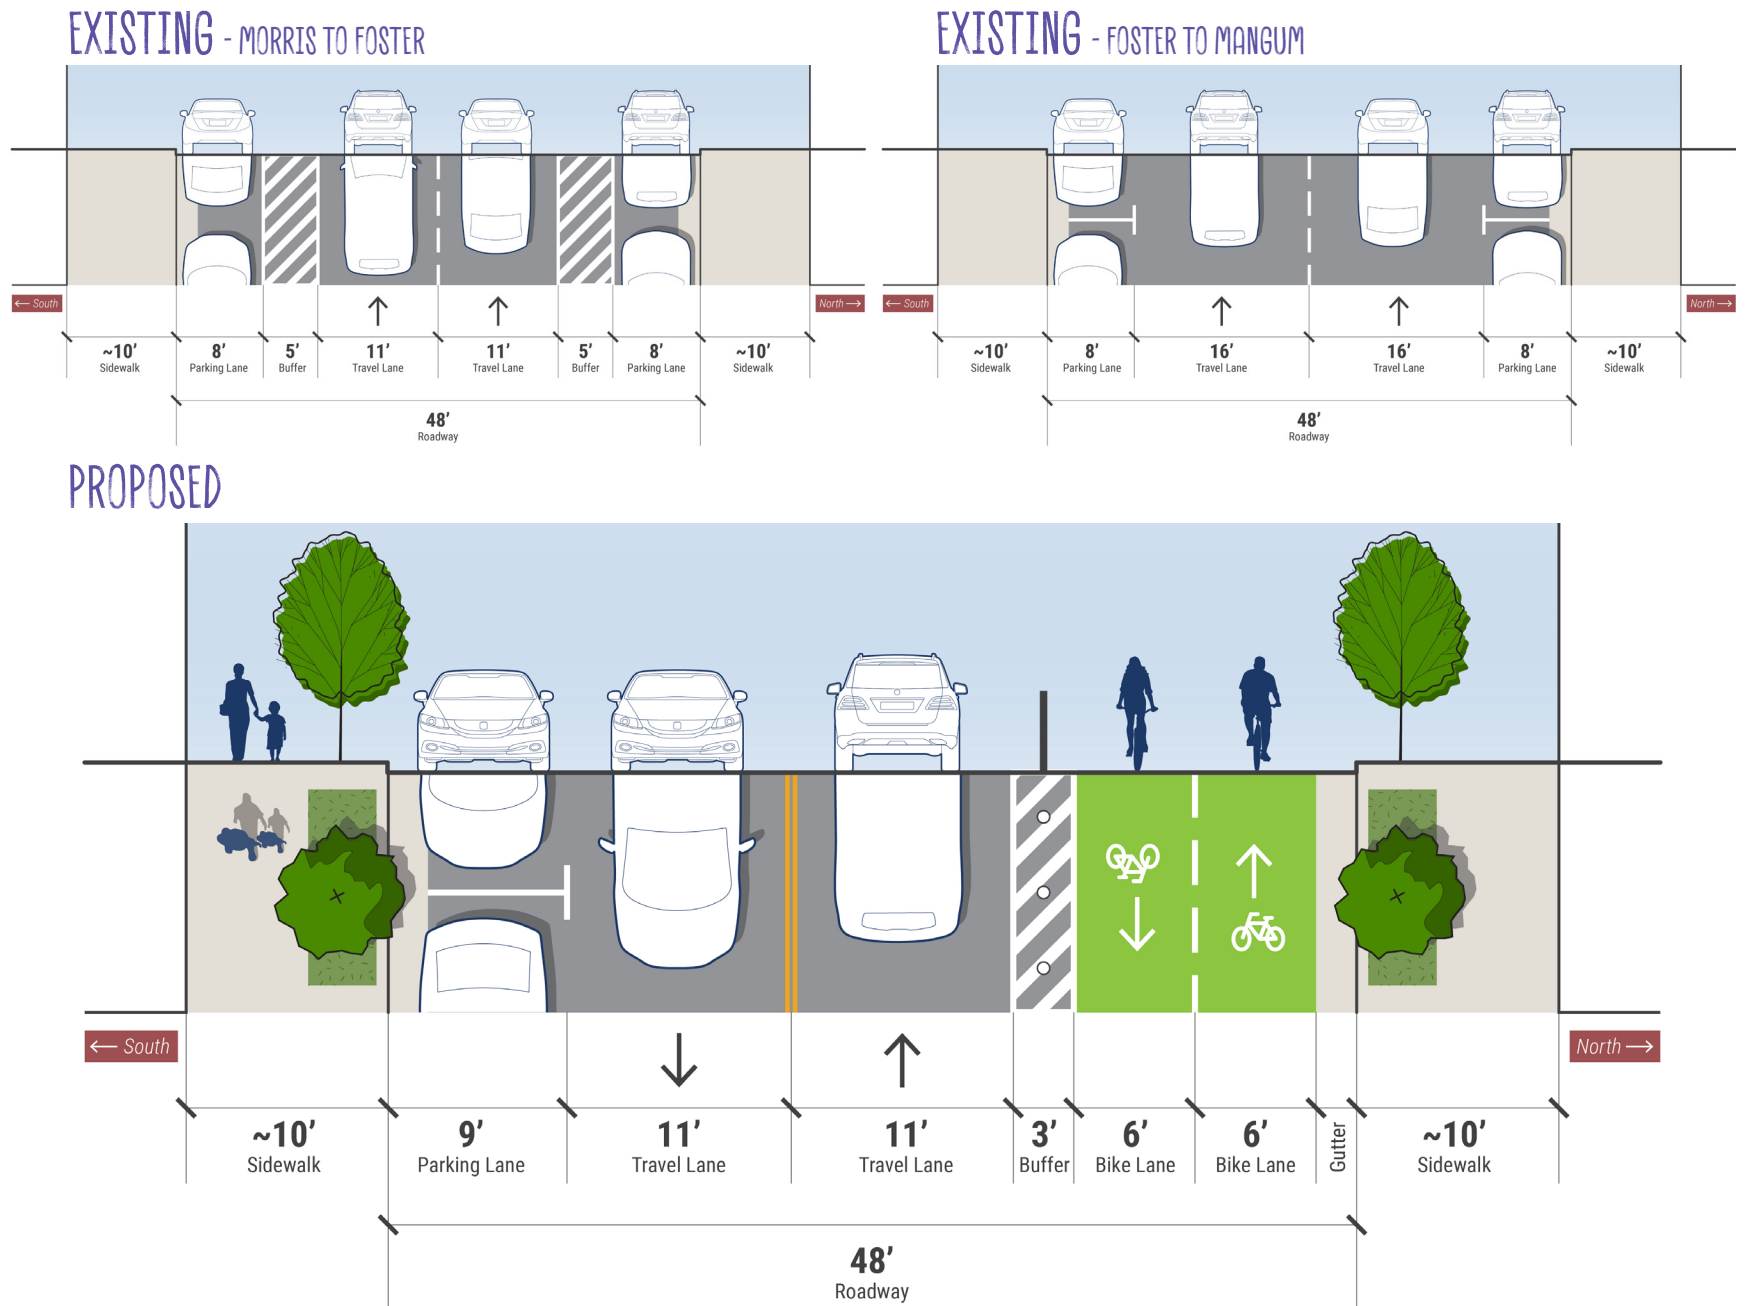 EXISTING - MORRIS TO FOSTER
← South
North →
~10’ 8’ 5’ 11’ 11’ 5’ 8’ ~10’
Sidewalk Parking Lane Buffer Travel Lane Travel Lane Buffer Parking Lane Sidewalk
48’
Roadway
EXISTING - FOSTER TO MANGUM
← South
North →
~10’ 8’ 16’ 16’ 8’ ~10’
Sidewalk Parking Lane Travel Lane Travel Lane Parking Lane Sidewalk
48’
Roadway
PROPOSED
← South
North →
~10’ 9’ 11’ 11’ 3’ 6’ 6’ ~10’
Sidewalk Parking Lane Travel Lane Travel Lane Buffer Bike Lane Bike Lane Gutter Sidewalk
48’
Roadway